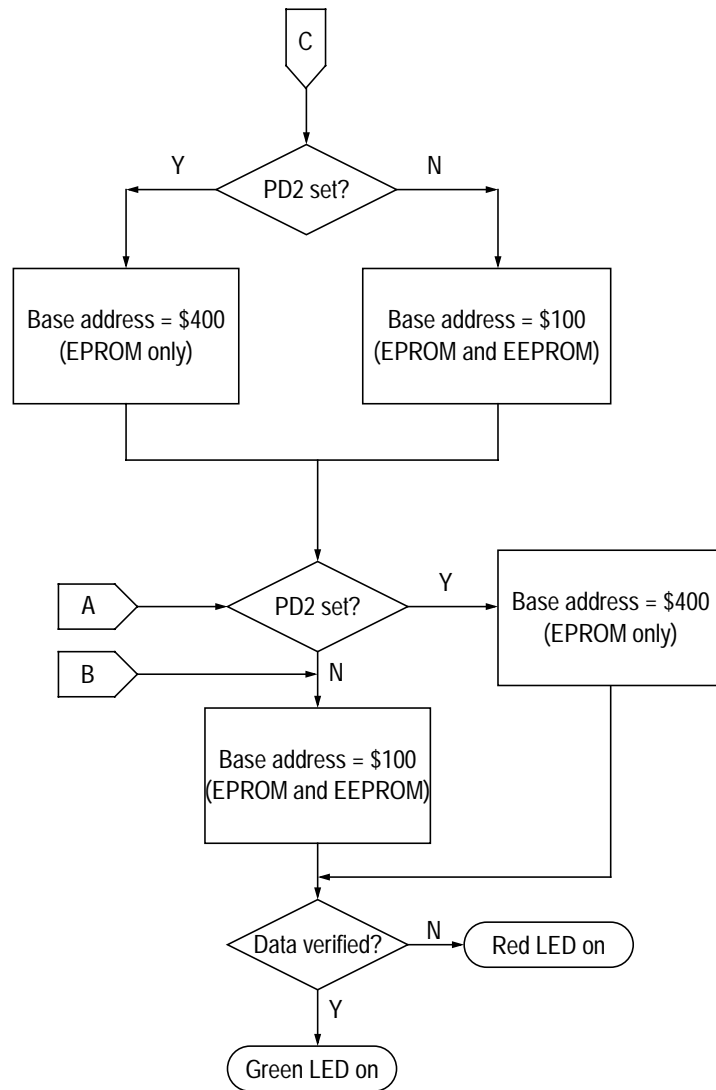 C
Y
N
PD2 set?
Base address = $400
(EPROM only)
Base address = $100
(EPROM and EEPROM)
A
PD2 set?
Y
Base address = $400
(EPROM only)
B
N
Base address = $100
(EPROM and EEPROM)
Data verified?
N
Red LED on
Y
Green LED on